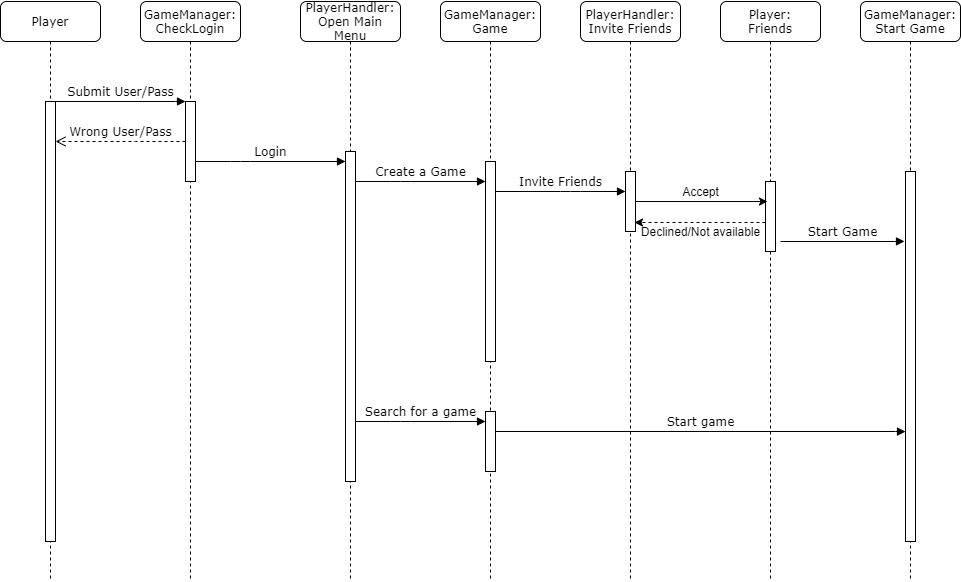 Player
GameManager:
CheckLogin
PlayerHandler:
Open Main
Menu
GameManager:
Game
PlayerHandler:
Invite Friends
Player:
Friends
GameManager:
Start Game
Submit User/Pass
Wrong User/Pass
Login
Create a Game
Invite Friends
Accept
Declined/Not available
Start Game
Search for a game
Start game